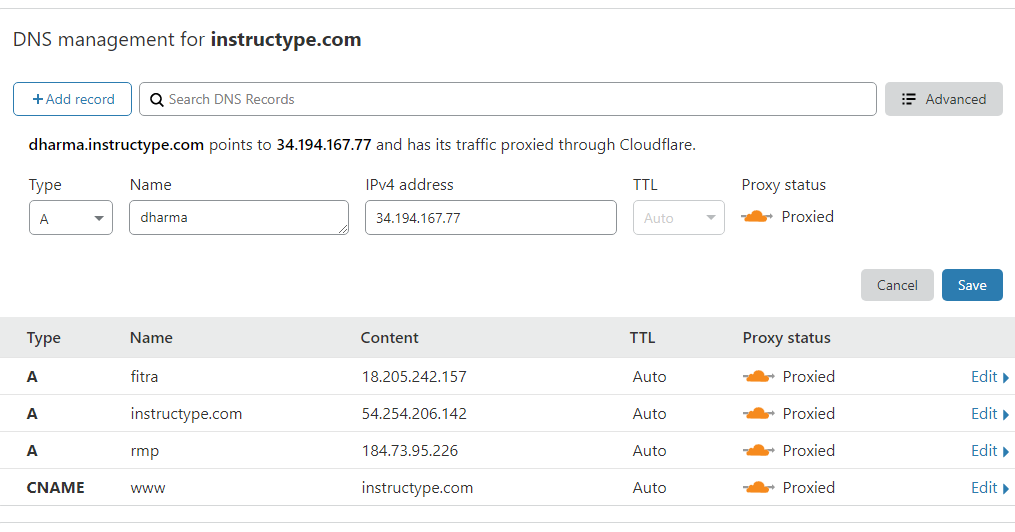 DNS management for instructype.com
+Add record Search DNS Records Advanced
dharma.instructype.com points to 34.194.167.77 and has its traffic proxied through Cloudflare.
Type Name IPv4 address TTL Proxy status
A dharma 34.194.167.77 Auto Proxied
Cancel Save
Type Name Content TTL Proxy status
A fitra 18.205.242.157 Auto Proxied Edit
A instructype.com 54.254.206.142 Auto Proxied Edit
A rmp 184.73.95.226 Auto Proxied Edit
CNAME www instructype.com Auto Proxied Edit